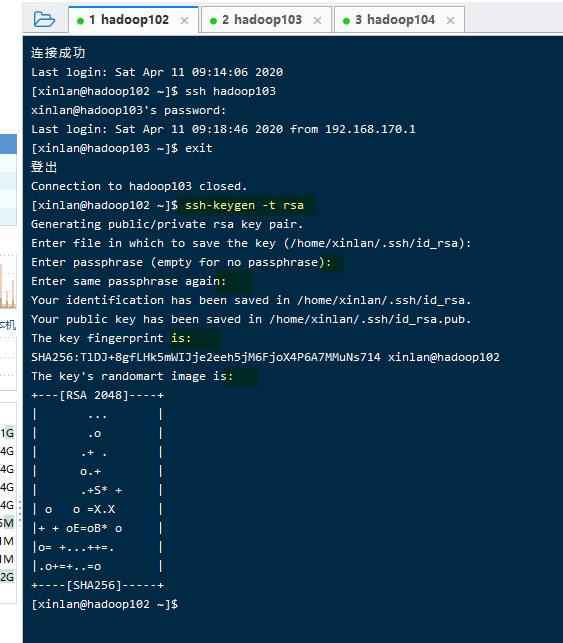 1 hadoop102 × 2 hadoop103 × 3 hadoop104 ×
连接成功
Last login: Sat Apr 11 09:14:06 2020
[xinlan@hadoop102 ~]$ ssh hadoop103
xinlan@hadoop103's password:
Last login: Sat Apr 11 09:18:46 2020 from 192.168.170.1
[xinlan@hadoop103 ~]$ exit
登出
Connection to hadoop103 closed.
[xinlan@hadoop102 ~]$ ssh-keygen -t rsa
Generating public/private rsa key pair.
Enter file in which to save the key (/home/xinlan/.ssh/id_rsa):
Enter passphrase (empty for no passphrase):
Enter same passphrase again:
Your identification has been saved in /home/xinlan/.ssh/id_rsa.
Your public key has been saved in /home/xinlan/.ssh/id_rsa.pub.
The key fingerprint is:
SHA256:TlDJ+8gfLHk5mWIJje2eeh5jM6FjoX4P6A7MMuNs714 xinlan@hadoop102
The key's randomart image is:
+---[RSA 2048]----+
|       ...       |
|       .o        |
|      .+ .       |
|      o.+        |
|      .+S* +     |
| o   o =X.X      |
|+ + oE=oB* o     |
|o= +...++=.      |
|.o+=+..=o        |
+----[SHA256]-----+
[xinlan@hadoop102 ~]$
本机
1G
4G
4G
4G
4G
6M
1M
1M
2G